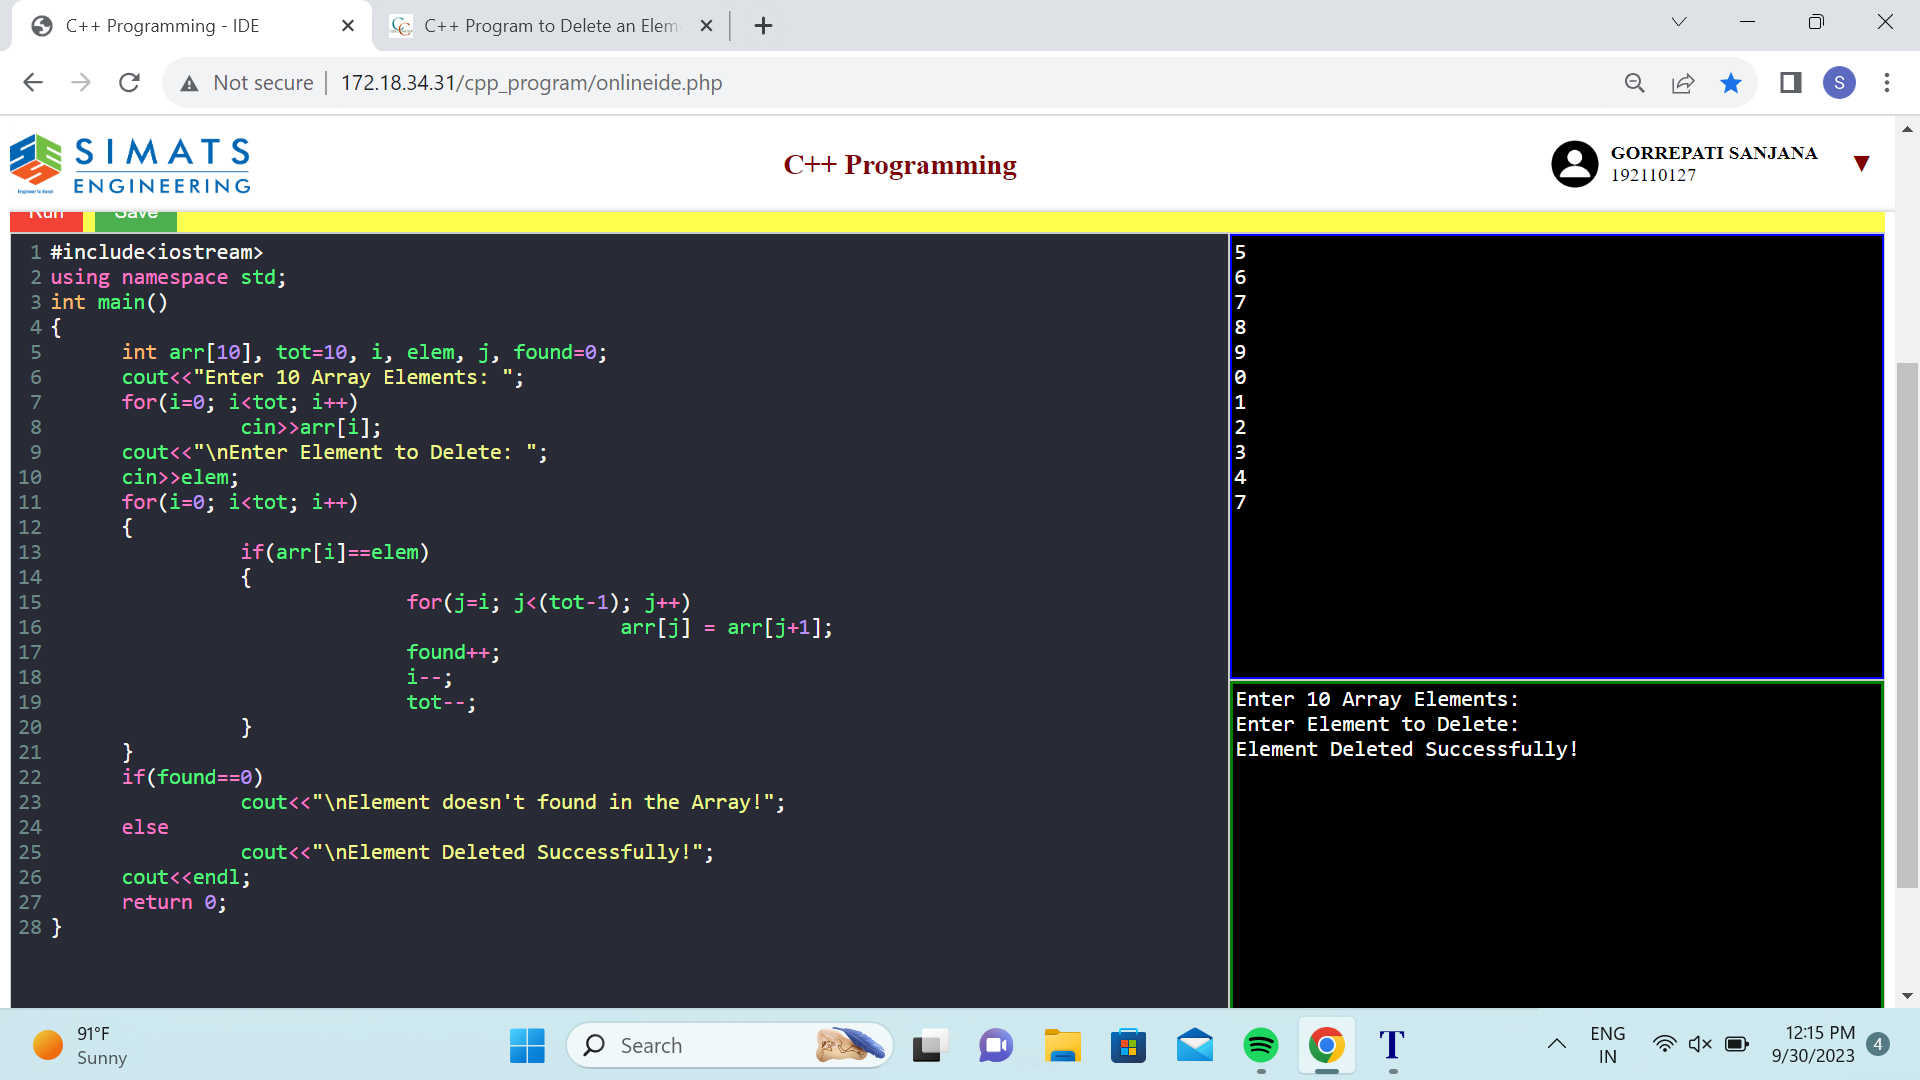 C++ Programming - IDE
C++ Program to Delete an Elem
Not secure
172.18.34.31/cpp_program/onlineide.php
S
SIMATS
ENGINEERING
Engineer to Excel
C++ Programming
GORREPATI SANJANA
192110127
Run
Save
1 #include<iostream>
2 using namespace std;
3 int main()
4 {
5 int arr[10], tot=10, i, elem, j, found=0;
6 cout<<"Enter 10 Array Elements: ";
7 for(i=0; i<tot; i++)
8 cin>>arr[i];
9 cout<<"\nEnter Element to Delete: ";
10 cin>>elem;
11 for(i=0; i<tot; i++)
12 {
13 if(arr[i]==elem)
14 {
15 for(j=i; j<(tot-1); j++)
16 arr[j] = arr[j+1];
17 found++;
18 i--;
19 tot--;
20 }
21 }
22 if(found==0)
23 cout<<"\nElement doesn't found in the Array!";
24 else
25 cout<<"\nElement Deleted Successfully!";
26 cout<<endl;
27 return 0;
28 }
5
6
7
8
9
0
1
2
3
4
7
Enter 10 Array Elements:
Enter Element to Delete:
Element Deleted Successfully!
91°F
Sunny
Search
T
ENG
IN
12:15 PM
9/30/2023
4